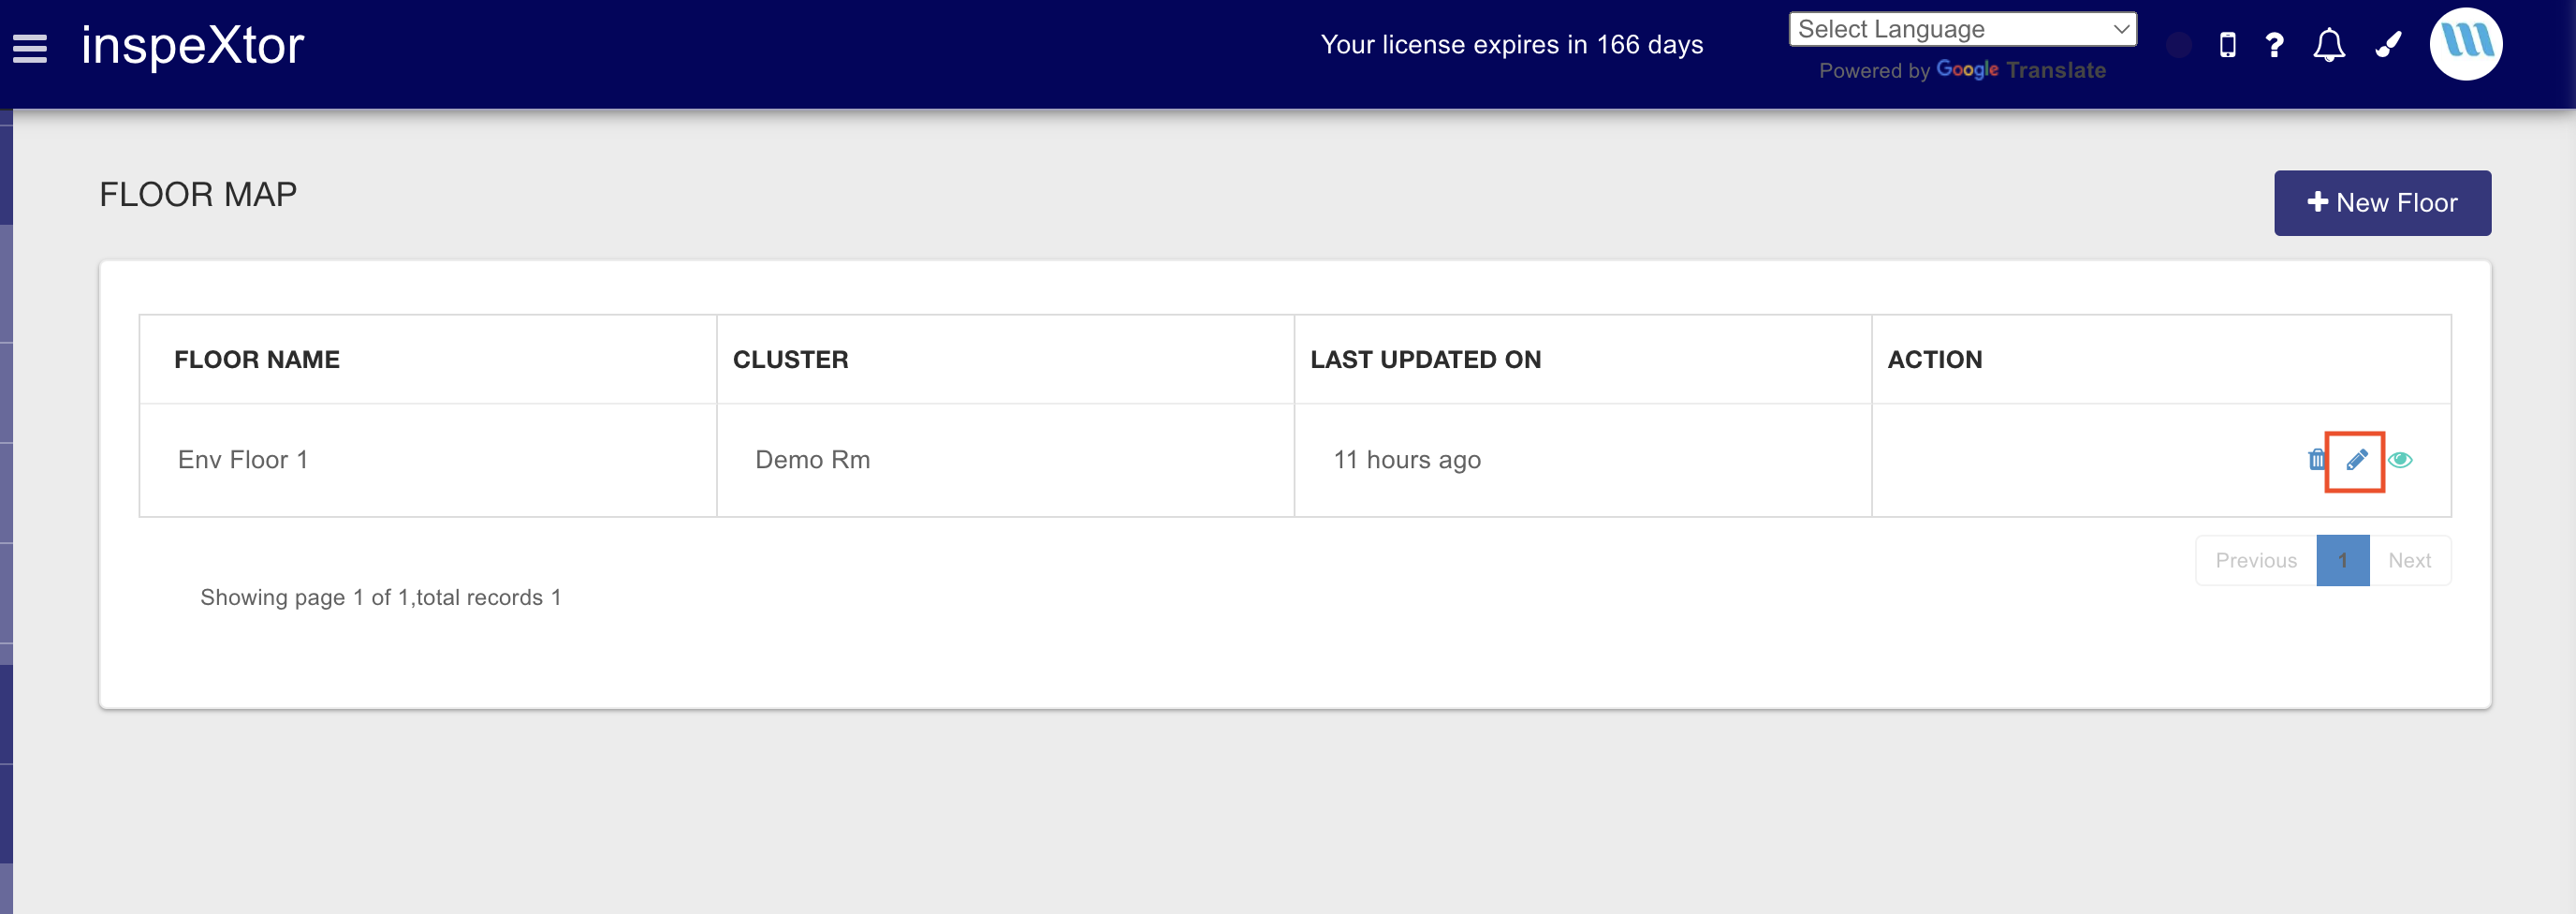 inspeXtor
Your license expires in 166 days
Select Language
Powered by Google Translate
FLOOR MAP
New Floor
FLOOR NAME CLUSTER LAST UPDATED ON ACTION
Env Floor 1 Demo Rm 11 hours ago
Previous 1 Next
Showing page 1 of 1,total records 1